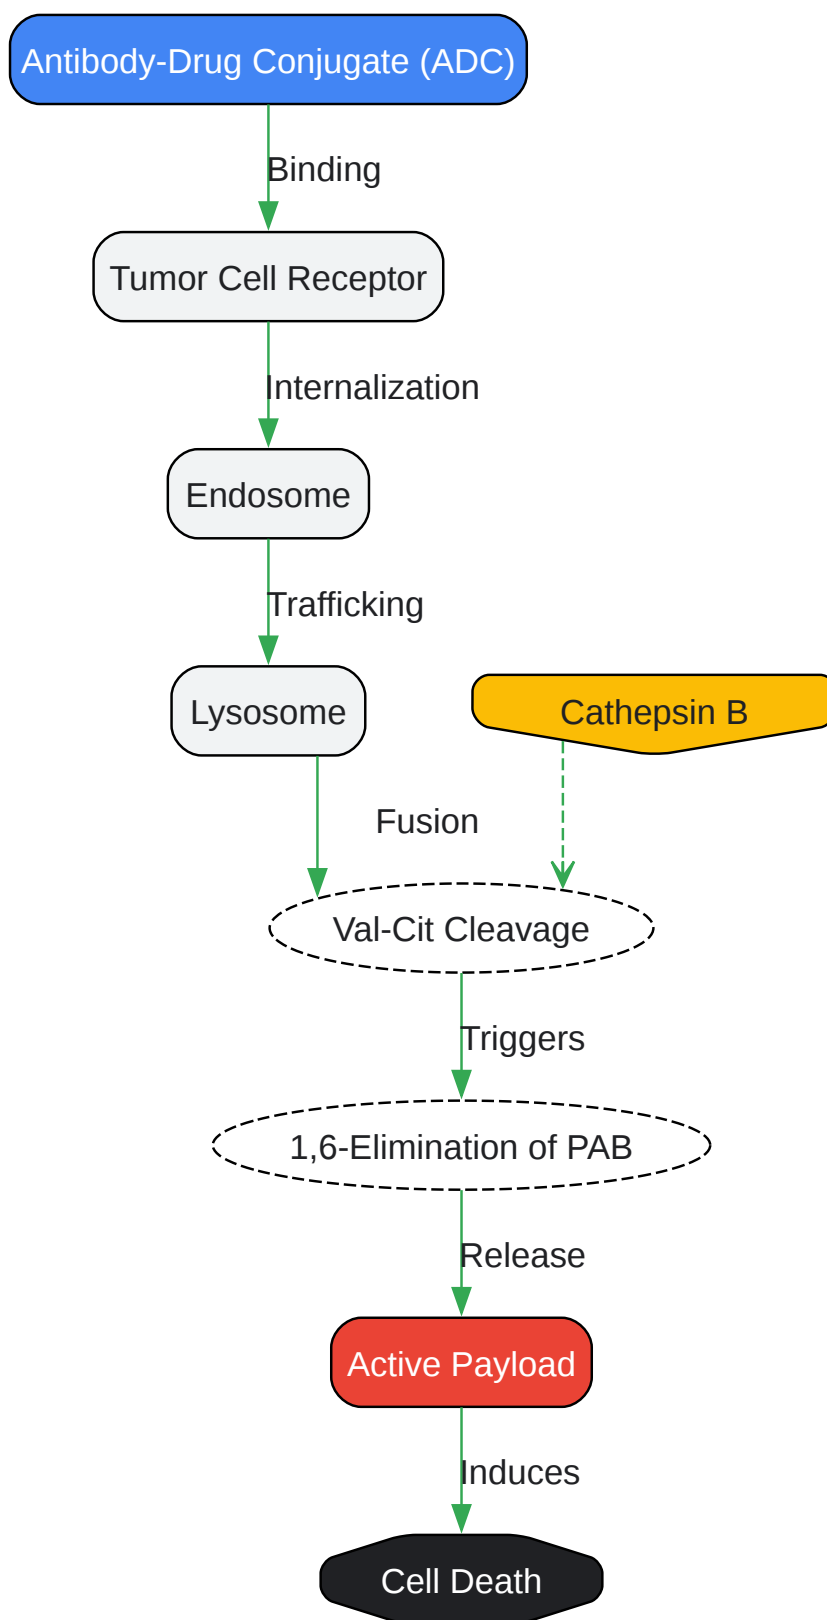 Antibody-Drug Conjugate (ADC)
Binding
Tumor Cell Receptor
Internalization
Endosome
Trafficking
Lysosome
Cathepsin B
Fusion
Val-Cit Cleavage
Triggers
1,6-Elimination of PAB
Release
Active Payload
Induces
Cell Death